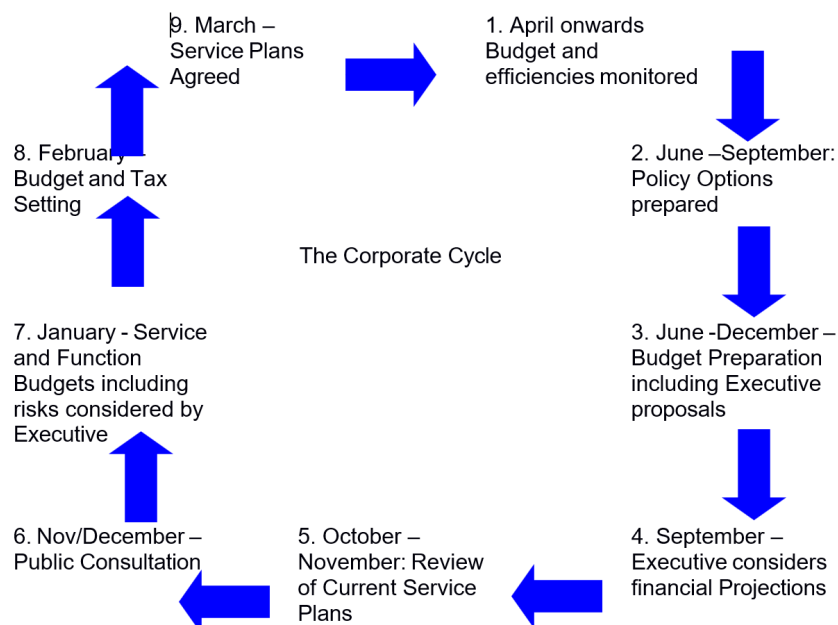 9. March –
Service Plans
Agreed
1. April onwards
Budget and
efficiencies monitored
8. February –
Budget and Tax
Setting
2. June –September:
Policy Options
prepared
The Corporate Cycle
7. January - Service
and Function
Budgets including
risks considered by
Executive
3. June -December –
Budget Preparation
including Executive
proposals
6. Nov/December –
Public Consultation
5. October –
November: Review
of Current Service
Plans
4. September –
Executive considers
financial Projections